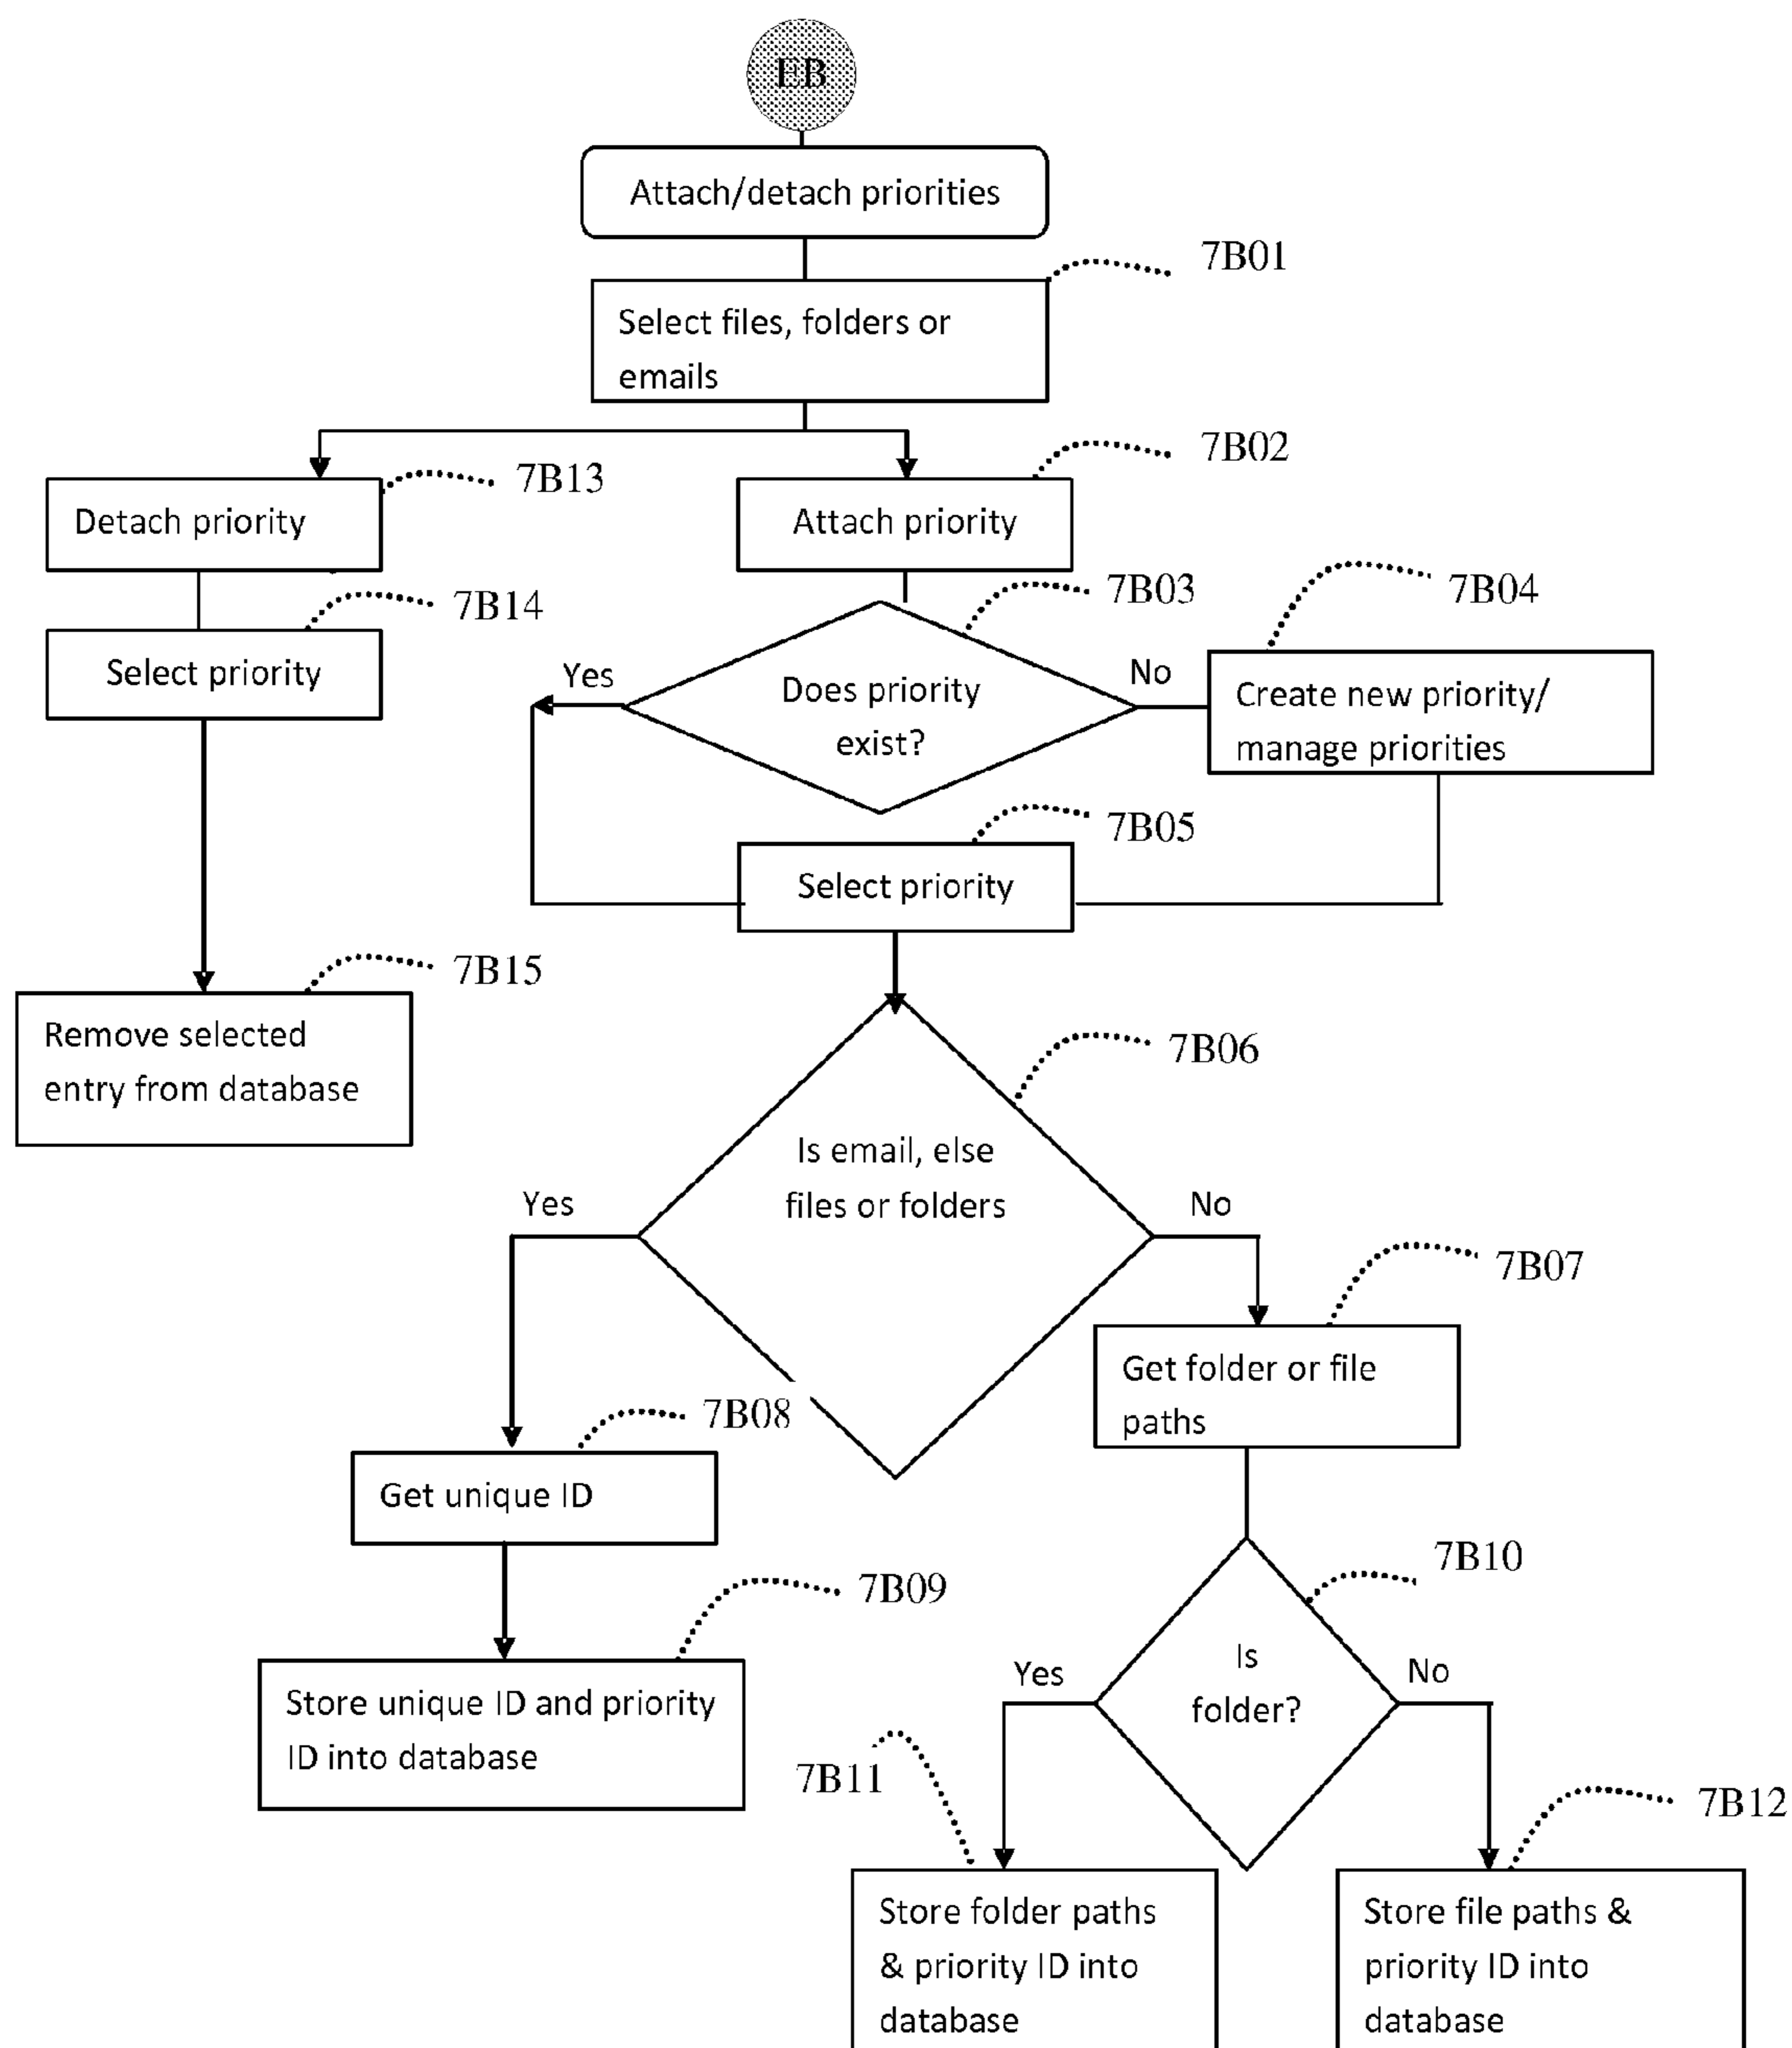 EB
Attach/detach priorities
7B01
Select files, folders or
emails
7B02
7B13
Detach priority
Attach priority
7B03
7B04
7B14
Select priority
Yes
No
Does priority
exist?
Create new priority/
manage priorities
7B05
Select priority
7B15
Remove selected
entry from database
7B06
Is email, else
files or folders
Yes
No
7B07
Get folder or file
paths
7B08
Get unique ID
7B10
7B09
Is
folder?
Yes
No
Store unique ID and priority
ID into database
7B11
7B12
Store folder paths
& priority ID into
database
Store file paths &
priority ID into
database